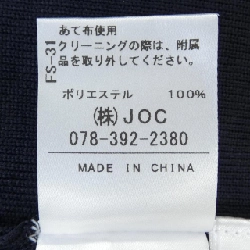 あて布使用
クリーニングの際は、附属
品を取り外してください。
FS-31
ポリエステル 100%
(株)JOC
078-392-2380
MADE IN CHINA